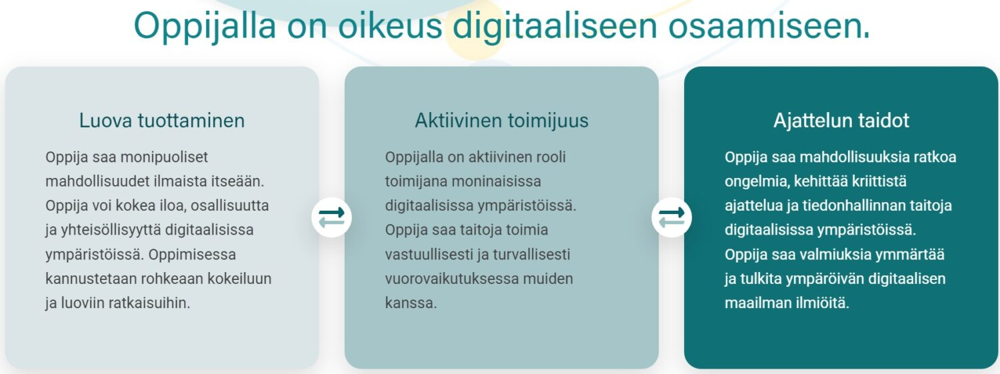 Oppijalla on oikeus digitaaliseen osaamiseen.
Luova tuottaminen
Oppija saa monipuoliset
mahdollisuudet ilmaista itseään.
Oppija voi kokea iloa, osallisuutta
ja yhteisöllisyyttä digitaalisissa
ympäristöissä. Oppimisessa
kannustetaan rohkeaan kokeiluun
ja luoviin ratkaisuihin.
Aktiivinen toimijuus
Oppijalla on aktiivinen rooli
toimijana moninaisissa
digitaalisissa ympäristöissä.
Oppija saa taitoja toimia
vastuullisesti ja turvallisesti
vuorovaikutuksessa muiden
kanssa.
Ajattelun taidot
Oppija saa mahdollisuuksia ratkoa
ongelmia, kehittää kriittistä
ajattelua ja tiedonhallinnan taitoja
digitaalisissa ympäristöissä.
Oppija saa valmiuksia ymmärtää
ja tulkita ympäröivän digitaalisen
maailman ilmiöitä.